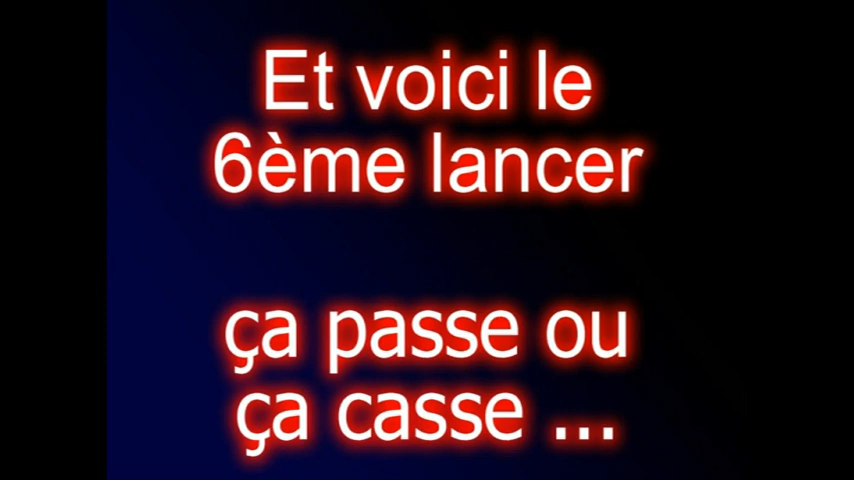 Et voici le
6ème lancer
ça passe ou
ça casse ...